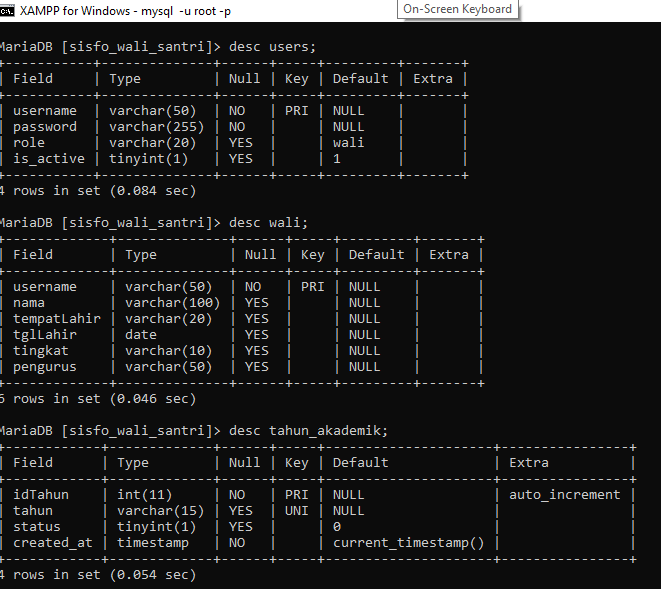 XAMPP for Windows - mysql -u root -p
On-Screen Keyboard
MariaDB [sisfo_wali_santri]> desc users;
+-----------+--------------+------+-----+---------+-------+
| Field     | Type         | Null | Key | Default | Extra |
+-----------+--------------+------+-----+---------+-------+
| username  | varchar(50)  | NO   | PRI | NULL    |       |
| password  | varchar(255) | NO   |     | NULL    |       |
| role      | varchar(20)  | YES  |     | wali    |       |
| is_active | tinyint(1)   | YES  |     | 1       |       |
+-----------+--------------+------+-----+---------+-------+
4 rows in set (0.084 sec)
MariaDB [sisfo_wali_santri]> desc wali;
+-------------+--------------+------+-----+---------+-------+
| Field       | Type         | Null | Key | Default | Extra |
+-------------+--------------+------+-----+---------+-------+
| username    | varchar(50)  | NO   | PRI | NULL    |       |
| nama        | varchar(100) | YES  |     | NULL    |       |
| tempatLahir | varchar(20)  | YES  |     | NULL    |       |
| tglLahir    | date         | YES  |     | NULL    |       |
| tingkat     | varchar(10)  | YES  |     | NULL    |       |
| pengurus    | varchar(50)  | YES  |     | NULL    |       |
+-------------+--------------+------+-----+---------+-------+
6 rows in set (0.046 sec)
MariaDB [sisfo_wali_santri]> desc tahun_akademik;
+------------+-------------+------+-----+---------------------+----------------+
| Field      | Type        | Null | Key | Default             | Extra          |
+------------+-------------+------+-----+---------------------+----------------+
| idTahun    | int(11)     | NO   | PRI | NULL                | auto_increment |
| tahun      | varchar(15) | YES  | UNI | NULL                |                |
| status     | tinyint(1)  | YES  |     | 0                   |                |
| created_at | timestamp   | NO   |     | current_timestamp() |                |
+------------+-------------+------+-----+---------------------+----------------+
4 rows in set (0.054 sec)